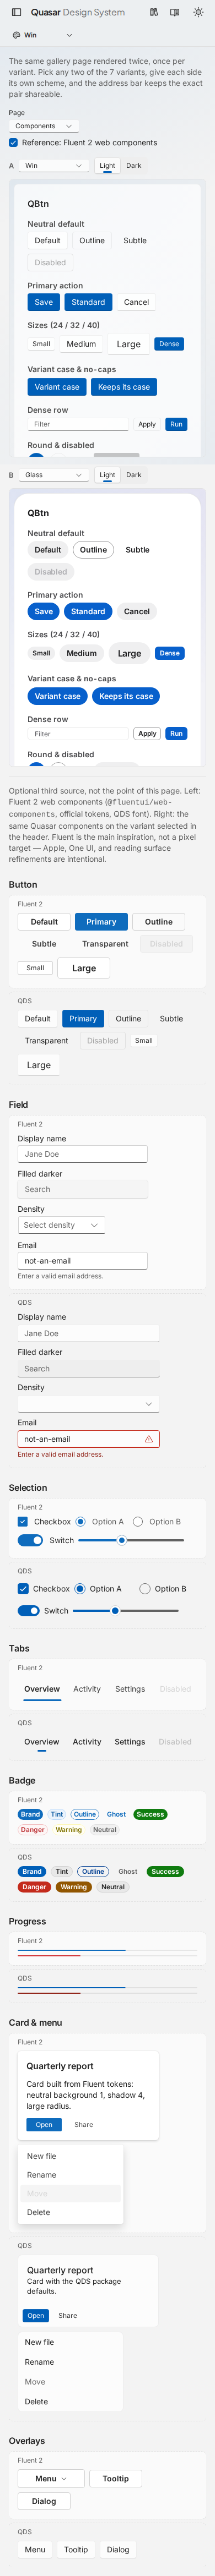 Quasar Design System
Win
The same gallery page rendered twice, once per
variant. Pick any two of the 7 variants, give each side
its own scheme, and the address bar keeps the exact
pair shareable.
Page
Components
Reference: Fluent 2 web components
A Win Light Dark
QBtn
Neutral default
Default Outline Subtle
Disabled
Primary action
Save Standard Cancel
Sizes (24 / 32 / 40)
Small Medium Large Dense
Variant case & no-caps
Variant case Keeps its case
Dense row
Filter Apply Run
Round & disabled
B Glass Light Dark
QBtn
Neutral default
Default Outline Subtle
Disabled
Primary action
Save Standard Cancel
Sizes (24 / 32 / 40)
Small Medium Large Dense
Variant case & no-caps
Variant case Keeps its case
Dense row
Filter Apply Run
Round & disabled
Optional third source, not the point of this page. Left:
Fluent 2 web components (@fluentui/web-
components, official tokens, QDS font). Right: the
same Quasar components on the variant selected in
the header. Fluent is the main inspiration, not a pixel
target — Apple, One UI, and reading surface
refinements are intentional.
Button
Fluent 2
Default Primary Outline
Subtle Transparent Disabled
Small Large
QDS
Default Primary Outline Subtle
Transparent Disabled Small
Large
Field
Fluent 2
Display name
Jane Doe
Filled darker
Search
Density
Select density
Email
not-an-email
Enter a valid email address.
QDS
Display name
Jane Doe
Filled darker
Search
Density
Email
not-an-email
Enter a valid email address.
Selection
Fluent 2
Checkbox Option A Option B
Switch
QDS
Checkbox Option A Option B
Switch
Tabs
Fluent 2
Overview Activity Settings Disabled
QDS
Overview Activity Settings Disabled
Badge
Fluent 2
Brand Tint Outline Ghost Success
Danger Warning Neutral
QDS
Brand Tint Outline Ghost Success
Danger Warning Neutral
Progress
Fluent 2
QDS
Card & menu
Fluent 2
Quarterly report
Card built from Fluent tokens:
neutral background 1, shadow 4,
large radius.
Open Share
New file
Rename
Move
Delete
QDS
Quarterly report
Card with the QDS package
defaults.
Open Share
New file
Rename
Move
Delete
Overlays
Fluent 2
Menu Tooltip
Dialog
QDS
Menu Tooltip Dialog